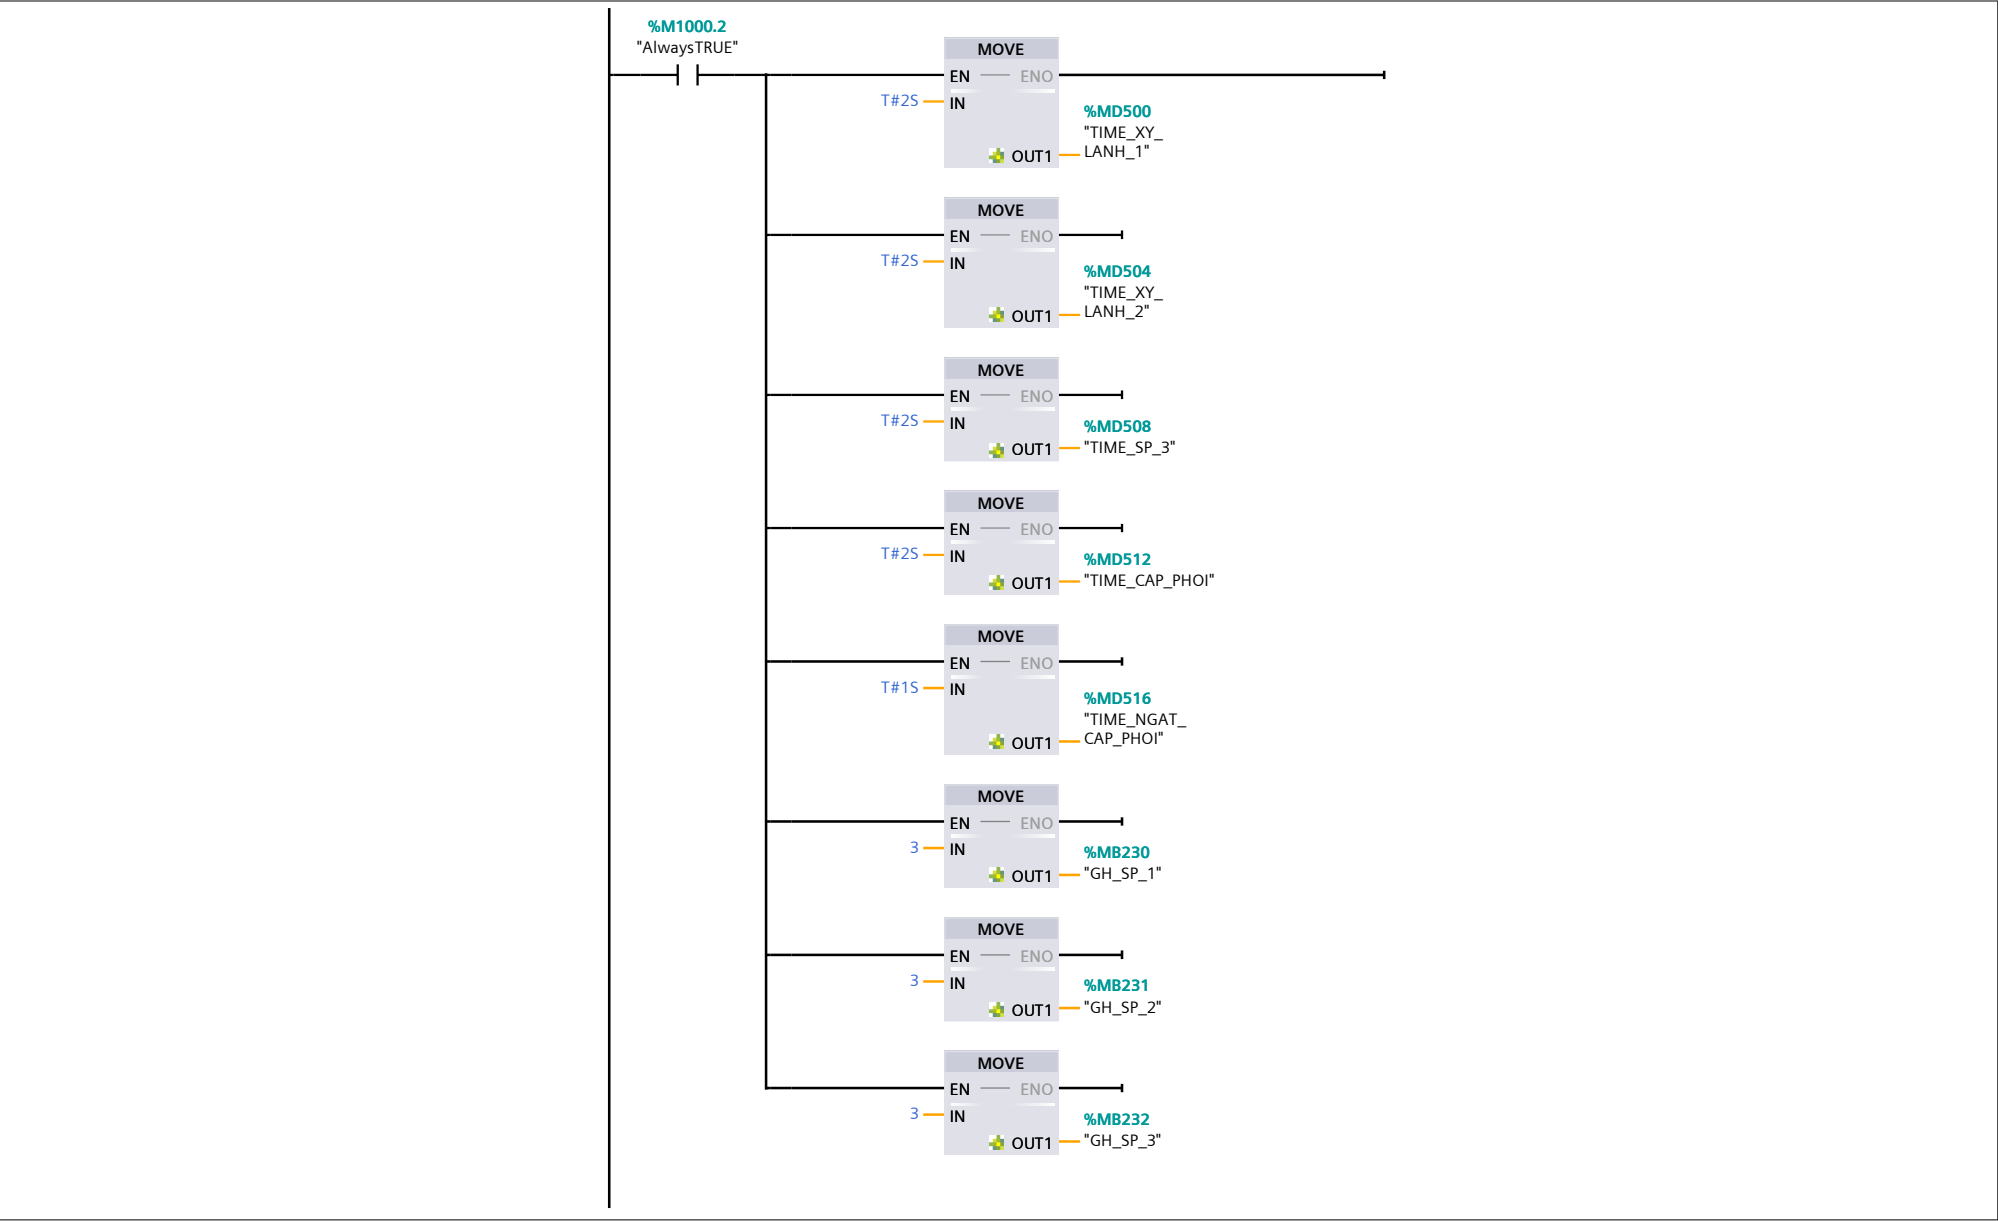 %M1000.2
"AlwaysTRUE"
MOVE
EN ENO
T#2S IN
%MD500
"TIME_XY_
LANH_1"
OUT1
MOVE
EN ENO
T#2S IN
%MD504
"TIME_XY_
LANH_2"
OUT1
MOVE
EN ENO
T#2S IN
%MD508
OUT1 "TIME_SP_3"
MOVE
EN ENO
T#2S IN
%MD512
OUT1 "TIME_CAP_PHOI"
MOVE
EN ENO
T#1S IN
%MD516
"TIME_NGAT_
CAP_PHOI"
OUT1
MOVE
EN ENO
3 IN
%MB230
OUT1 "GH_SP_1"
MOVE
EN ENO
3 IN
%MB231
OUT1 "GH_SP_2"
MOVE
EN ENO
3 IN
%MB232
OUT1 "GH_SP_3"